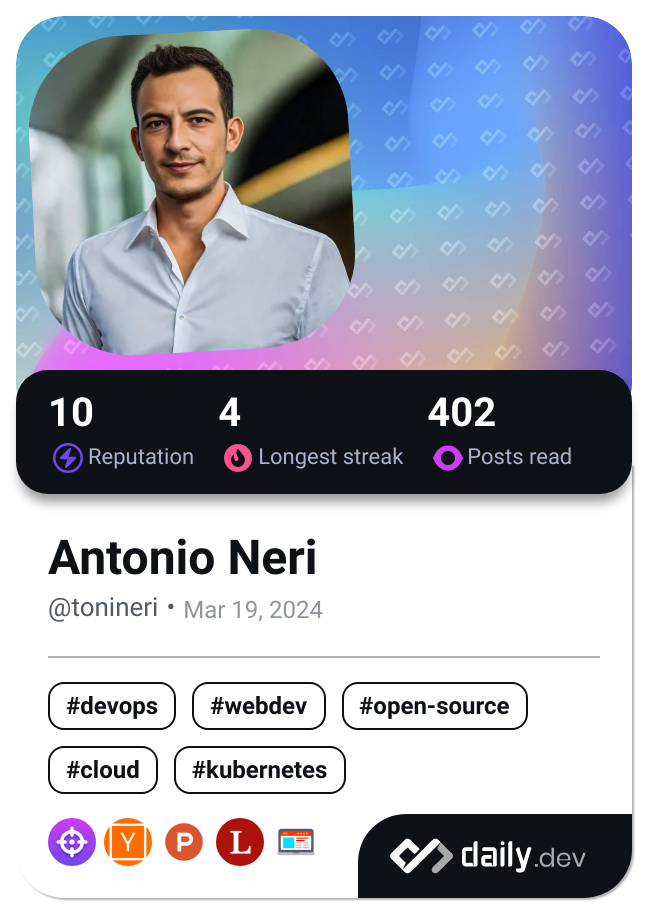 10 4 402
Reputation Longest streak Posts read
Antonio Neri
@tonineri • Mar 19, 2024
#devops #webdev #open-source
#cloud #kubernetes
Y P L
daily.dev